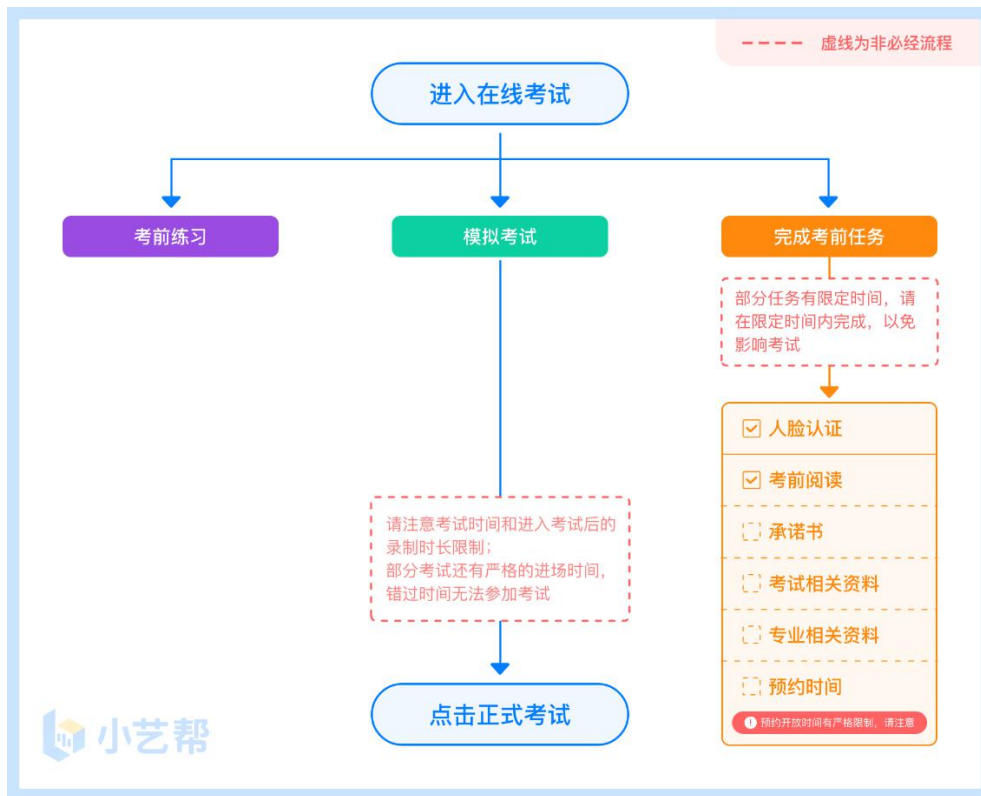 虚线为非必经流程
进入在线考试
考前练习
模拟考试
完成考前任务
部分任务有限定时间，请
在限定时间内完成，以免
影响考试
人脸认证
考前阅读
承诺书
考试相关资料
专业相关资料
预约时间
预约开放时间有严格限制，请注意
请注意考试时间和进入考试后的
录制时长限制；
部分考试还有严格的进场时间，
错过时间无法参加考试
点击正式考试
小艺帮